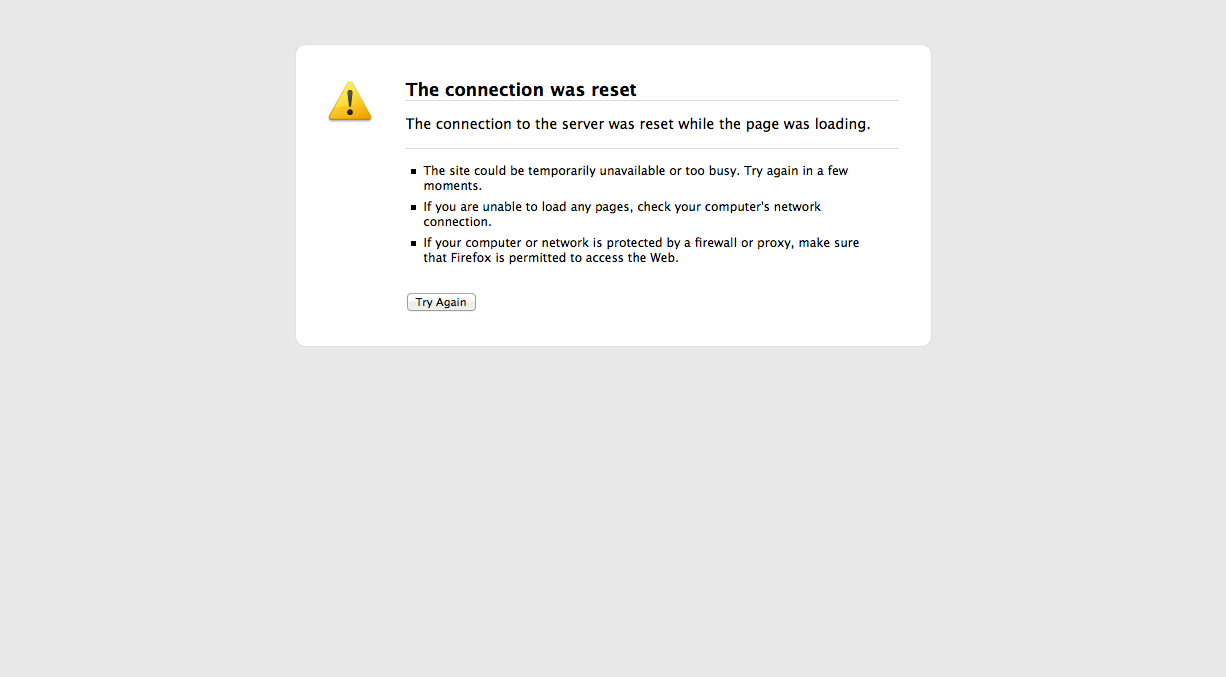 The connection was reset
The connection to the server was reset while the page was loading.
The site could be temporarily unavailable or too busy. Try again in a few
moments.
If you are unable to load any pages, check your computer's network
connection.
If your computer or network is protected by a firewall or proxy, make sure
that Firefox is permitted to access the Web.
Try Again